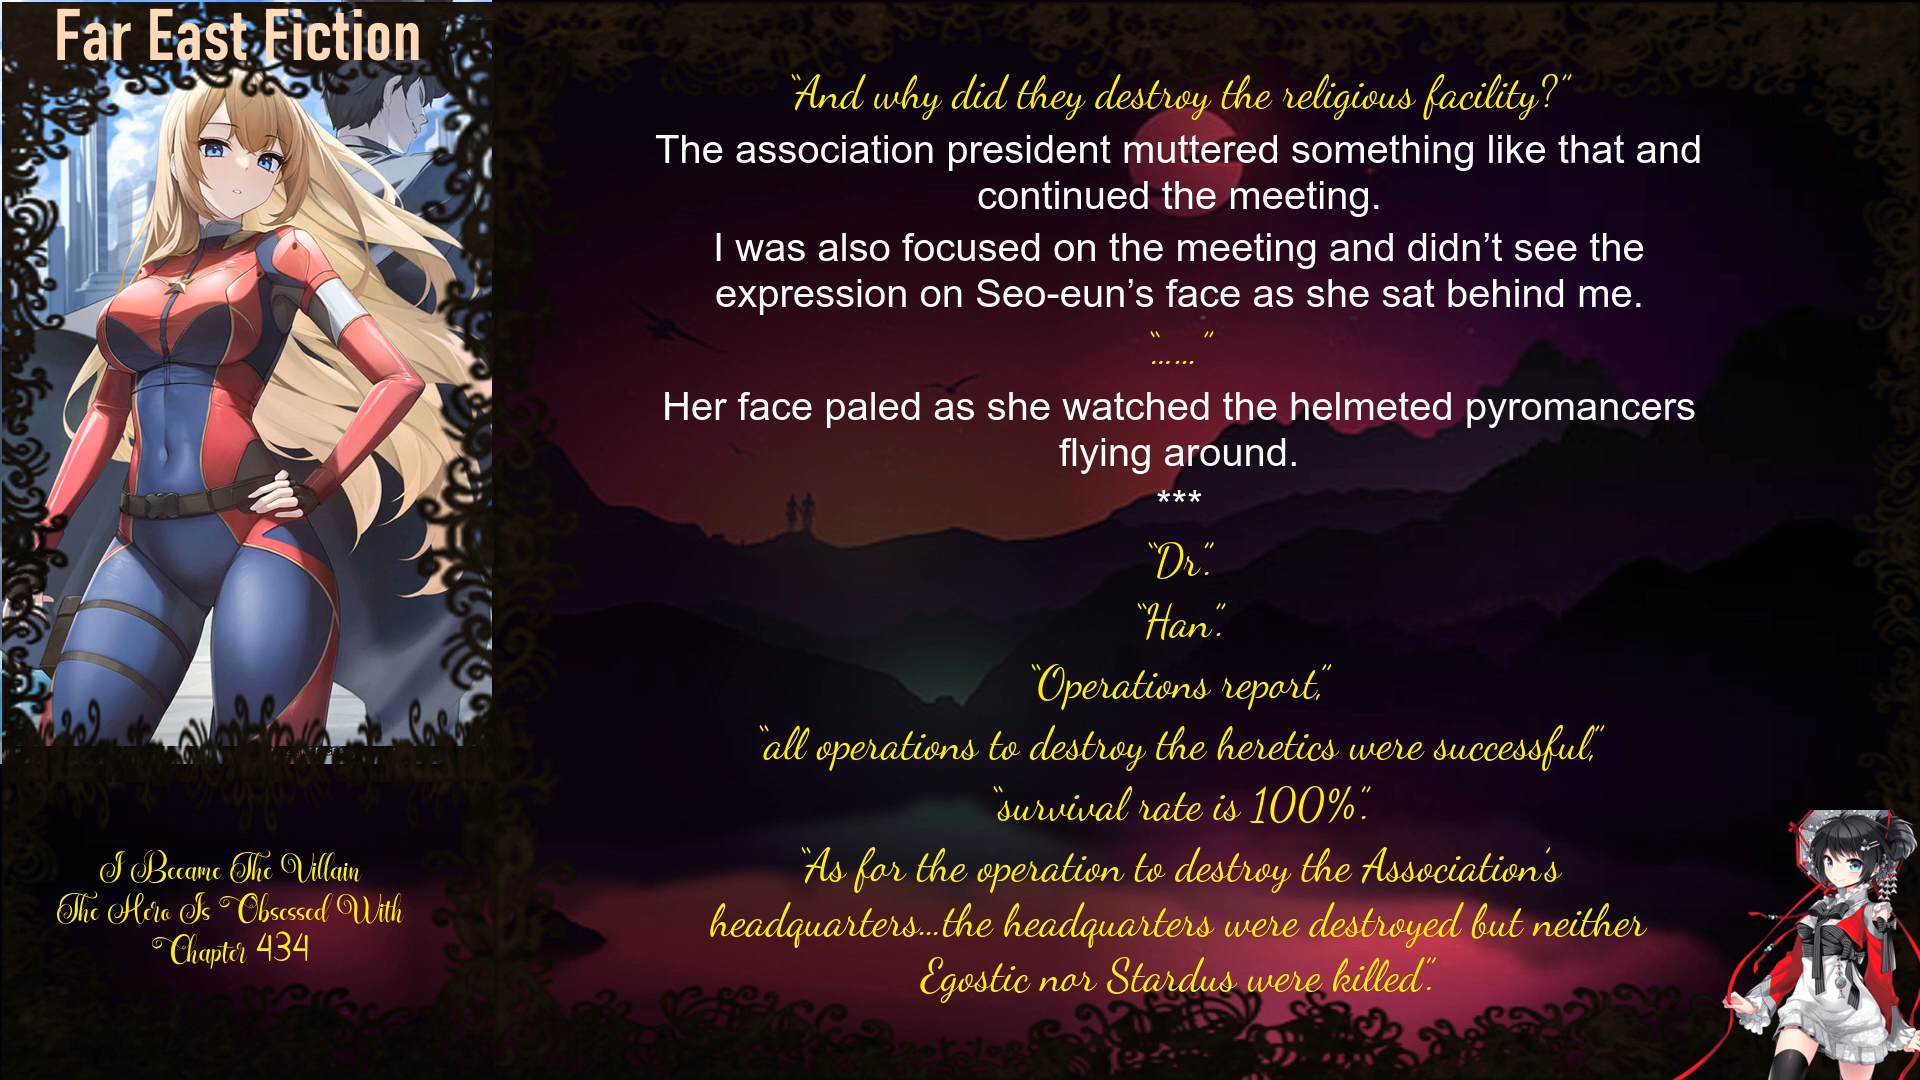 Far East Fiction
“And why did they destroy the religious facility?”
The association president muttered something like that and
continued the meeting.
I was also focused on the meeting and didn’t see the
expression on Seo-eun’s face as she sat behind me.
“……”
Her face paled as she watched the helmeted pyromancers
flying around.
***
“Dr.”
“Han”.
“Operations report,”
“all operations to destroy the heretics were successful,”
“survival rate is 100%”.
“As for the operation to destroy the Association’s
headquarters…the headquarters were destroyed but neither
Egostic nor Stardus were killed”.
I Became The Villain
The Hero Is Obsessed With
Chapter 434